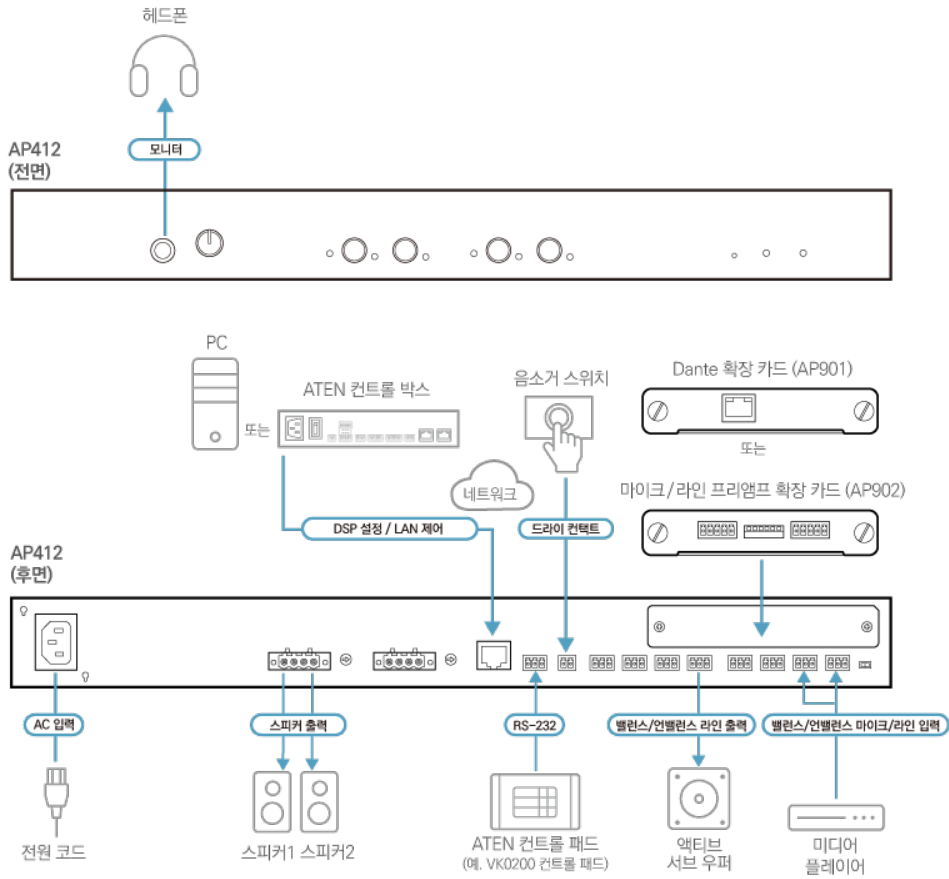 헤드폰
모니터
AP412
(전면)
PC
ATEN 컨트롤 박스
또는
음소거 스위치
네트워크
Dante 확장 카드 (AP901)
또는
마이크/라인 프리앰프 확장 카드 (AP902)
DSP 설정 / LAN 제어
드라이 컨택트
AP412
(후면)
AC 입력
스피커 출력
RS-232
밸런스/언밸런스 라인 출력
밸런스/언밸런스 마이크/라인 입력
전원 코드
스피커1 스피커2
ATEN 컨트롤 패드
(예. VK0200 컨트롤 패드)
액티브
서브 우퍼
미디어
플레이어